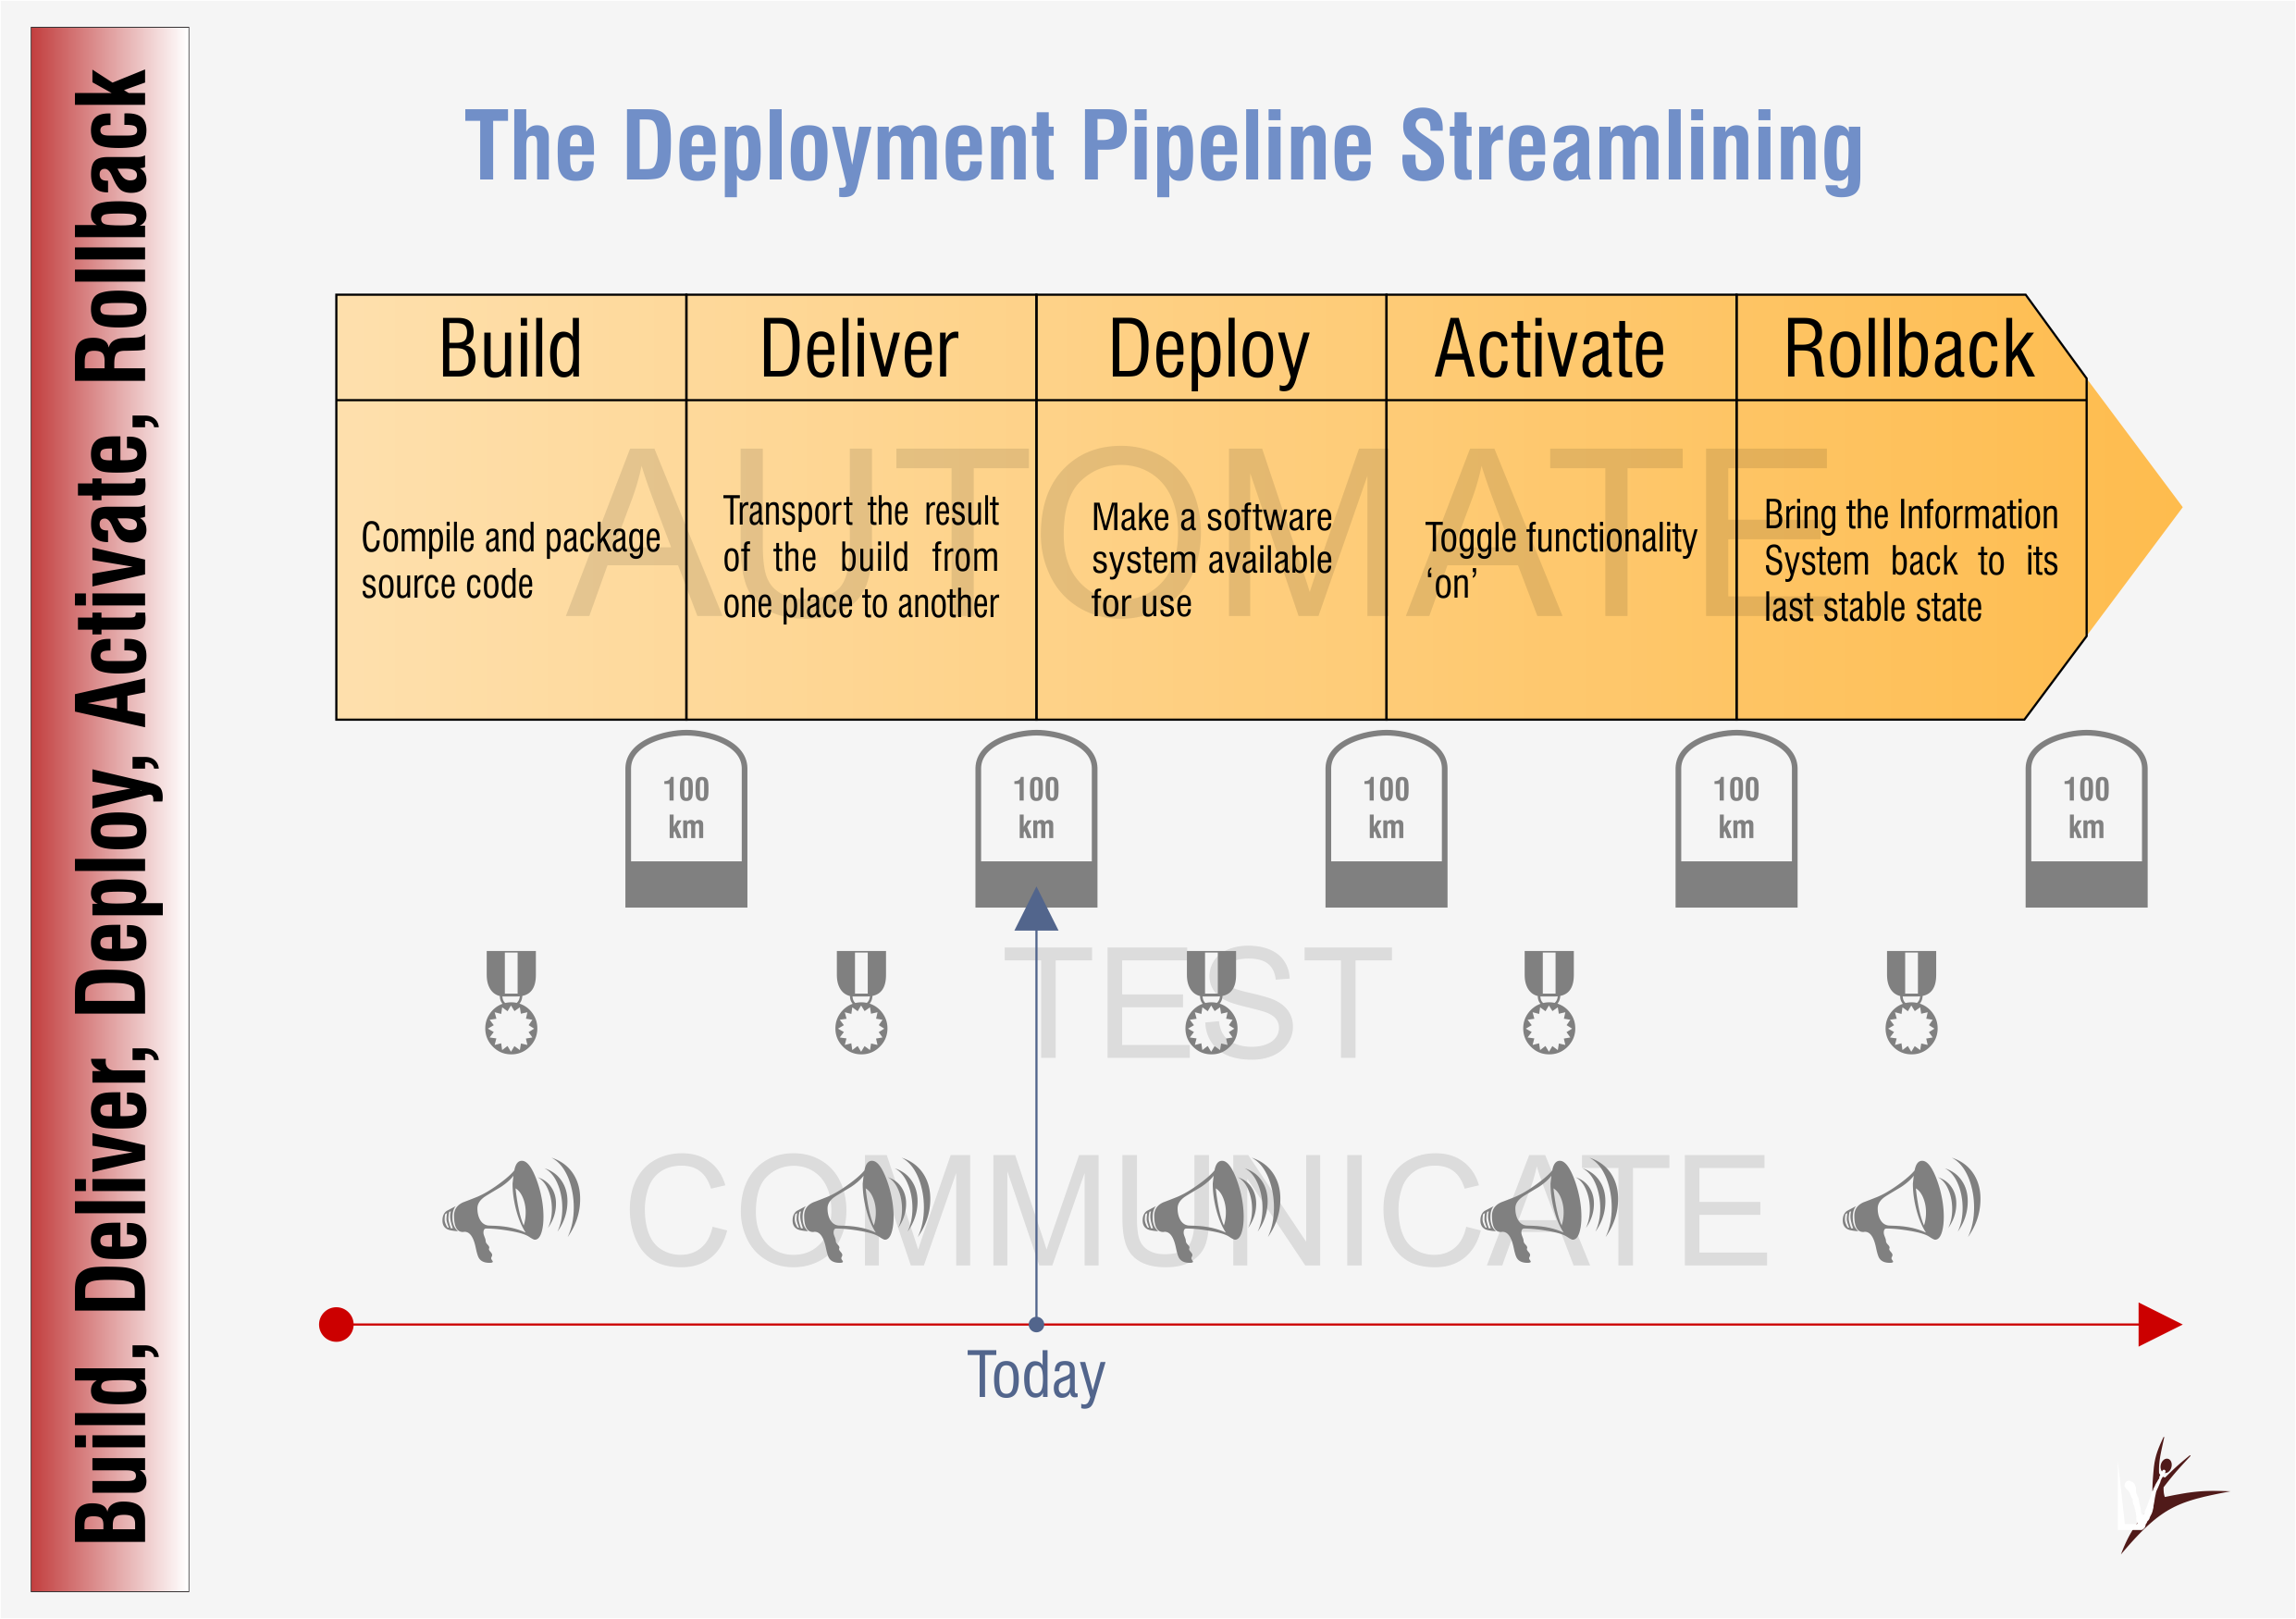 Build, Deliver, Deploy, Activate, Rollback
The Deployment Pipeline Streamlining
Build
Deliver
Deploy
Activate
Rollback
AUTOMATE
Compile and package
source code
Transport the result
of the build from
one place to another
Make a software
system available
for use
Toggle functionality
‘on’
Bring the Information
System back to its
last stable state
100
km
100
km
100
km
100
km
100
km
TEST
COMMUNICATE
Today
LV